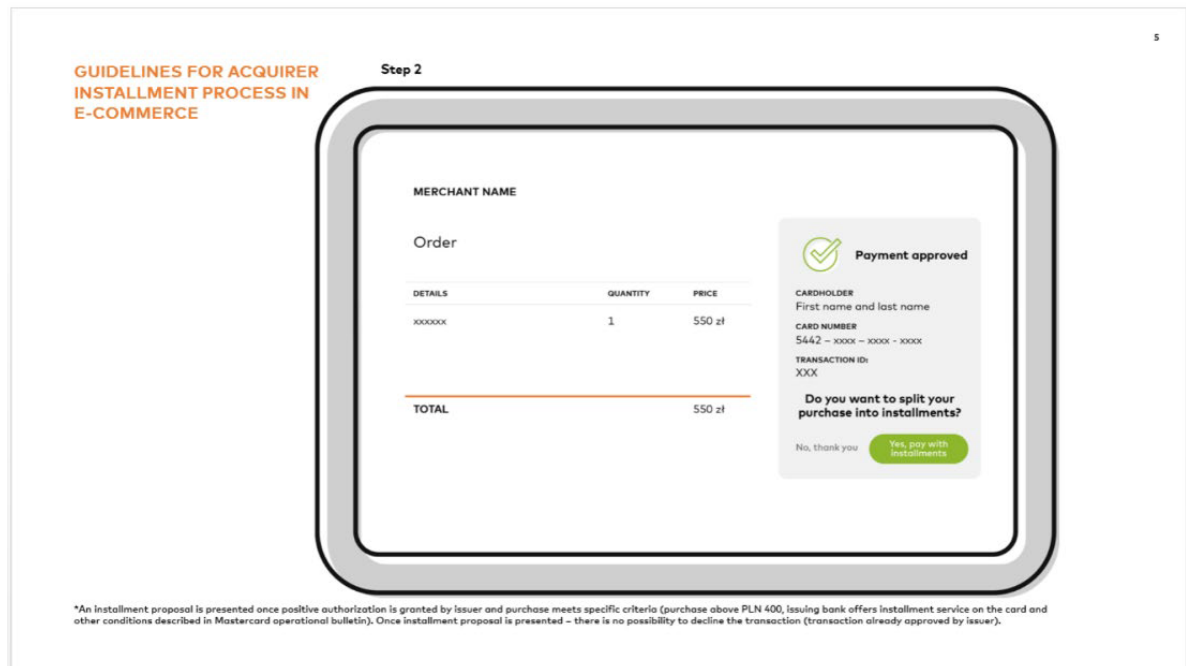 5
GUIDELINES FOR ACQUIRER
INSTALLMENT PROCESS IN
E-COMMERCE
Step 2
MERCHANT NAME
Order
DETAILS QUANTITY PRICE
xxxxxx 1 550 zł
TOTAL 550 zł
Payment approved
CARDHOLDER
First name and last name
CARD NUMBER
5442 – xxxx – xxxx - xxxx
TRANSACTION ID:
XXX
Do you want to split your
purchase into installments?
No, thank you
Yes, pay with
installments
*An installment proposal is presented once positive authorization is granted by issuer and purchase meets specific criteria (purchase above PLN 400, issuing bank offers installment service on the card and
other conditions described in Mastercard operational bulletin). Once installment proposal is presented – there is no possibility to decline the transaction (transaction already approved by issuer).